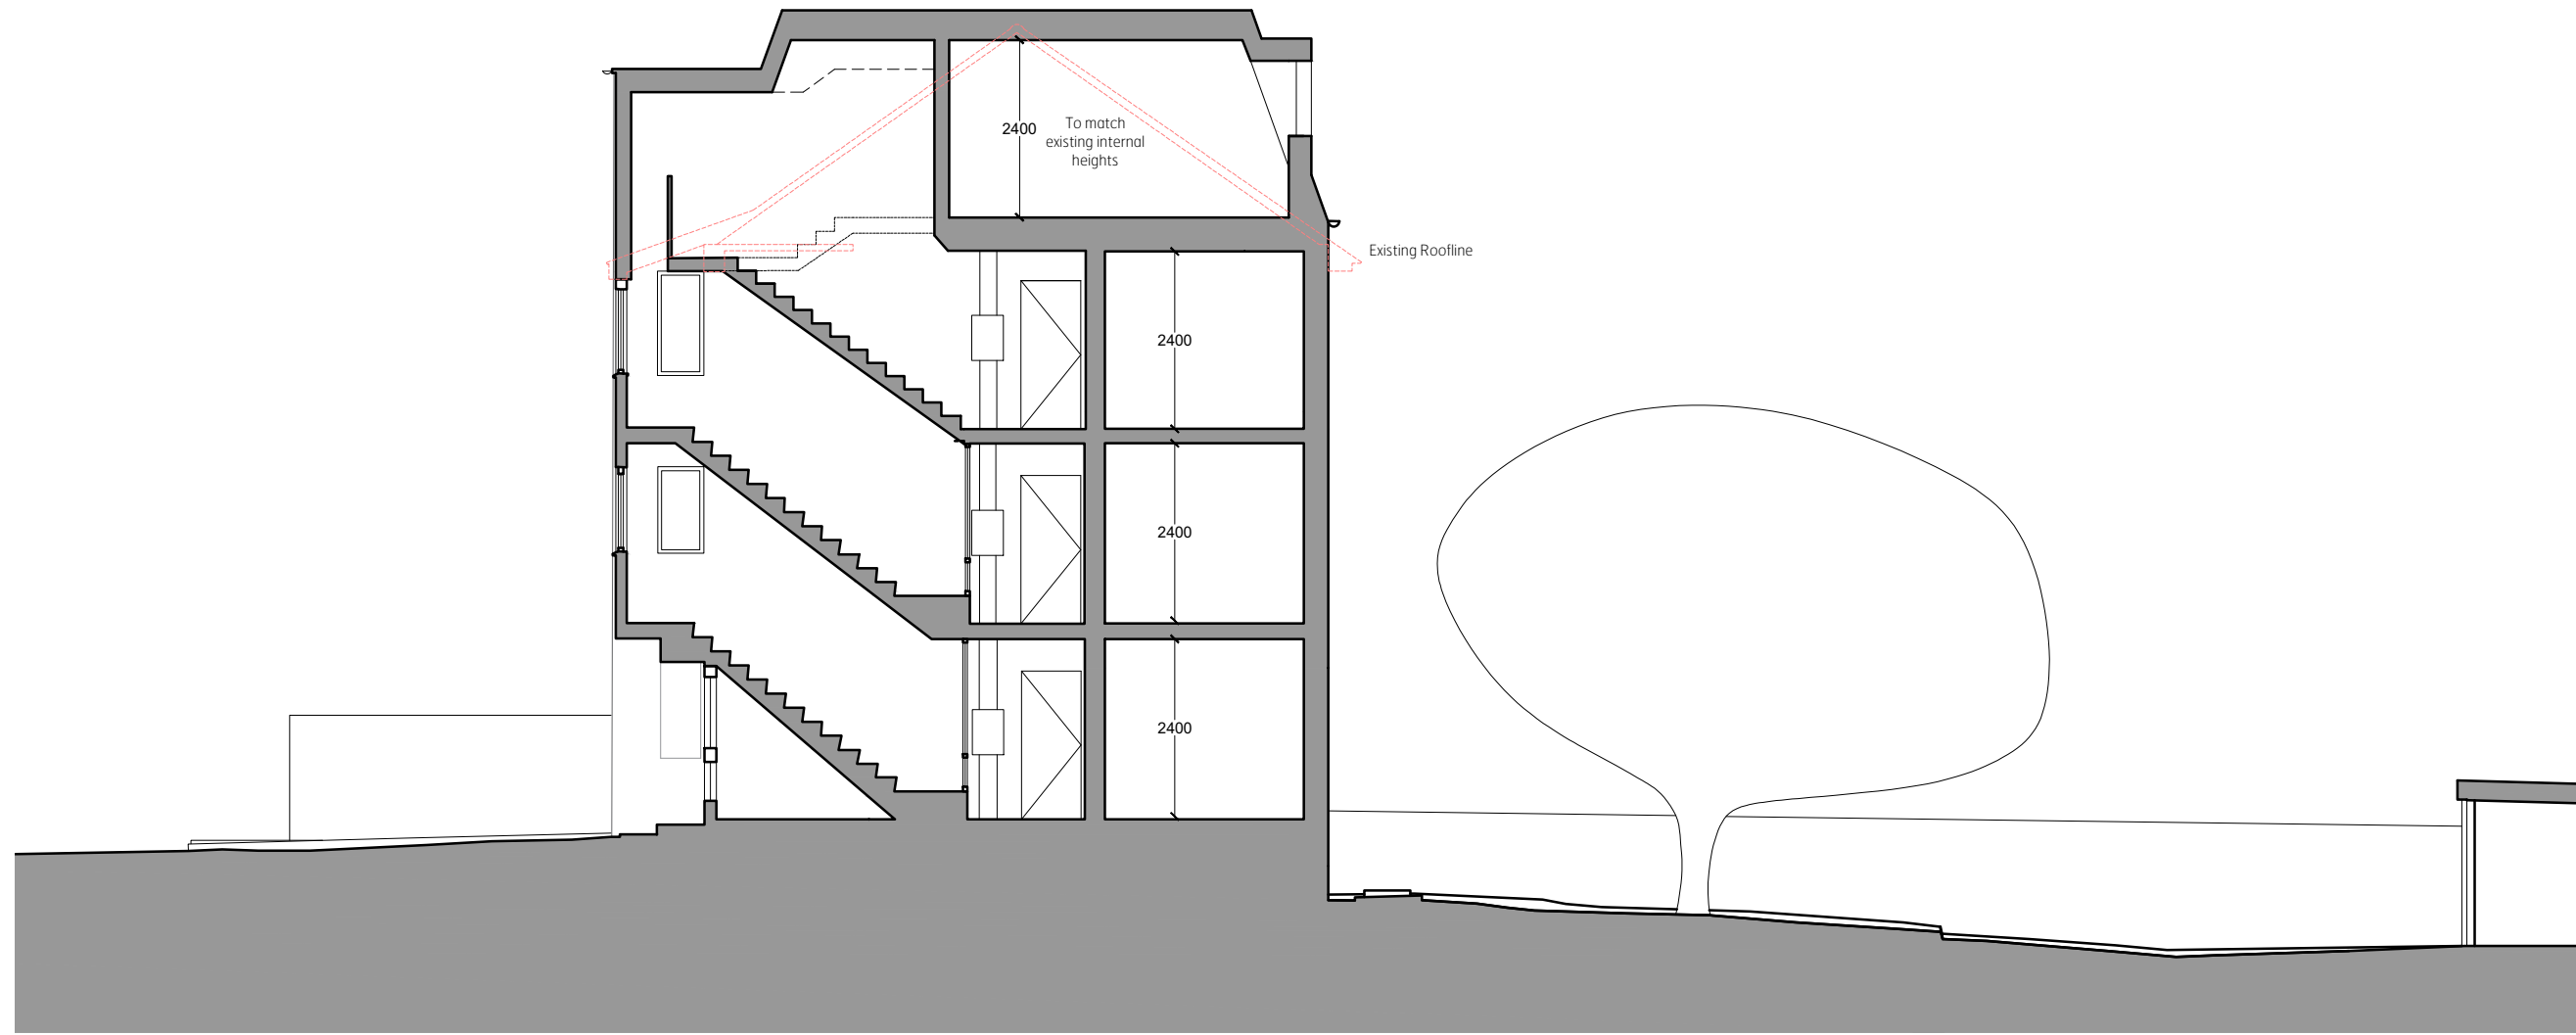 2400
To match
existing internal
heights
Existing Roofline
2400
2400
2400